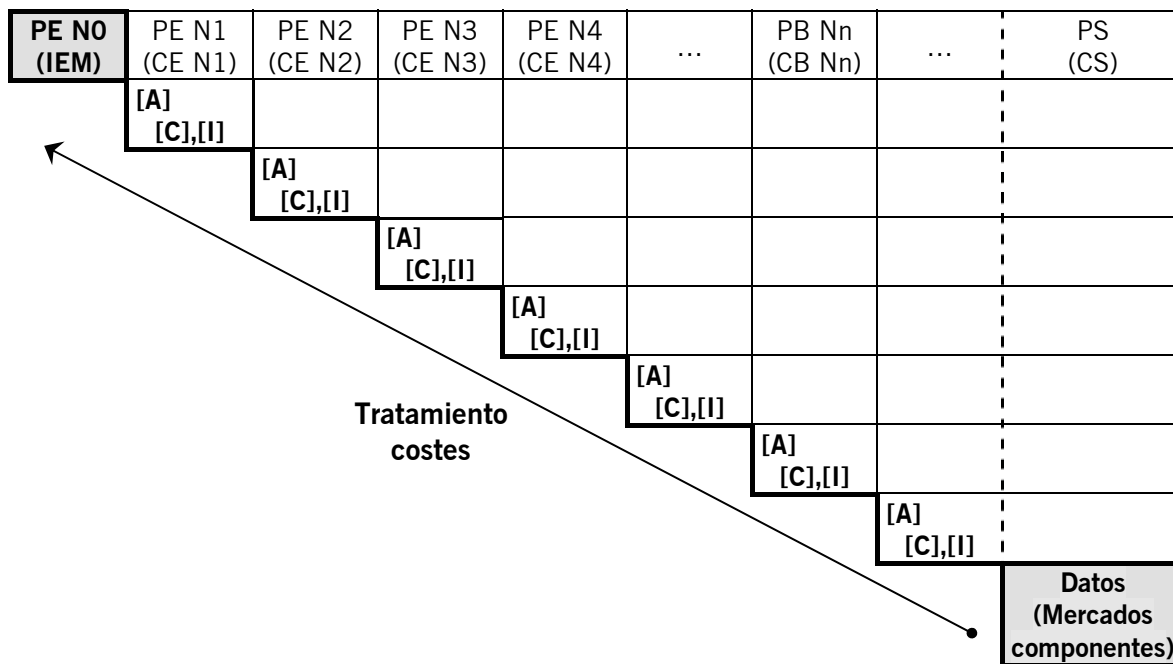 PE N0 PE N1 PE N2 PE N3 PE N4 ... PB Nn ... PS
(IEM) (CE N1) (CE N2) (CE N3) (CE N4) (CB Nn) (CS)
[A]
[C],[I]
[A]
[C],[I]
[A]
[C],[I]
[A]
[C],[I]
[A]
[C],[I]
[A]
[C],[I]
[A]
[C],[I]
Tratamiento
costes
Datos
(Mercados
componentes)